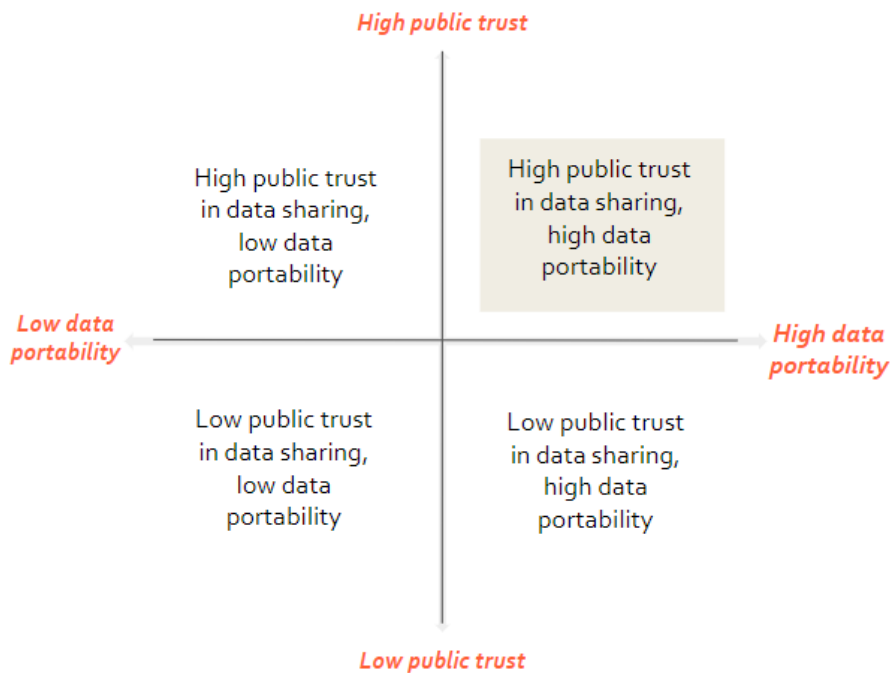 High public trust
High public trust
in data sharing,
low data
portability
High public trust
in data sharing,
high data
portability
Low data
portability
High data
portability
Low public trust
in data sharing,
low data
portability
Low public trust
in data sharing,
high data
portability
Low public trust